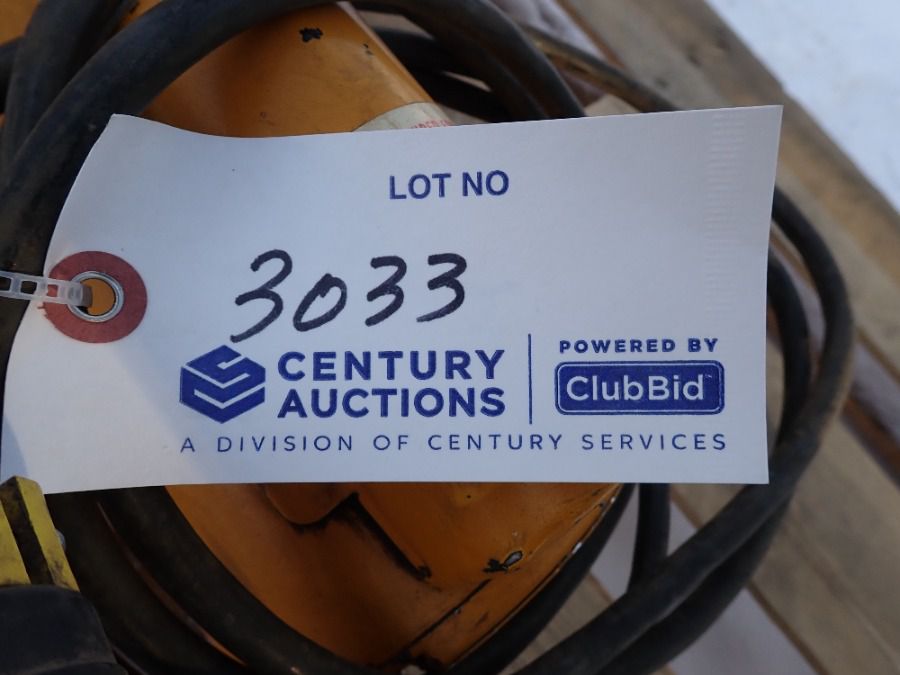 LOT NO
3033
CENTURY
AUCTIONS
POWERED BY
ClubBid
A DIVISION OF CENTURY SERVICES